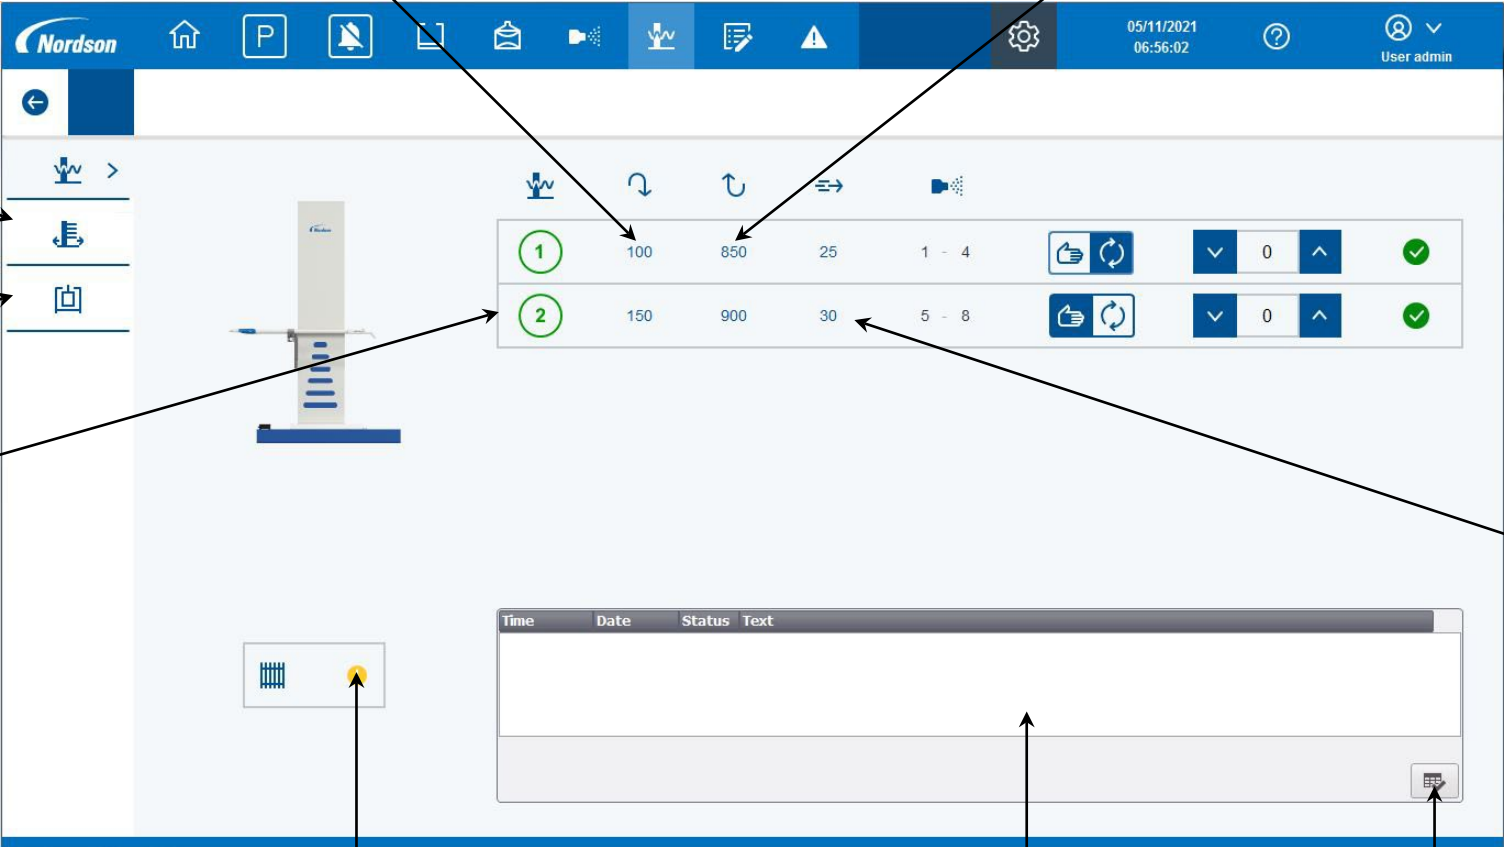 Nordson
P
05/11/2021
06:56:02
?
User admin
Nordson
1 100 850 25 1 - 4 0
2 150 900 30 5 - 8 0
Time Date Status Text